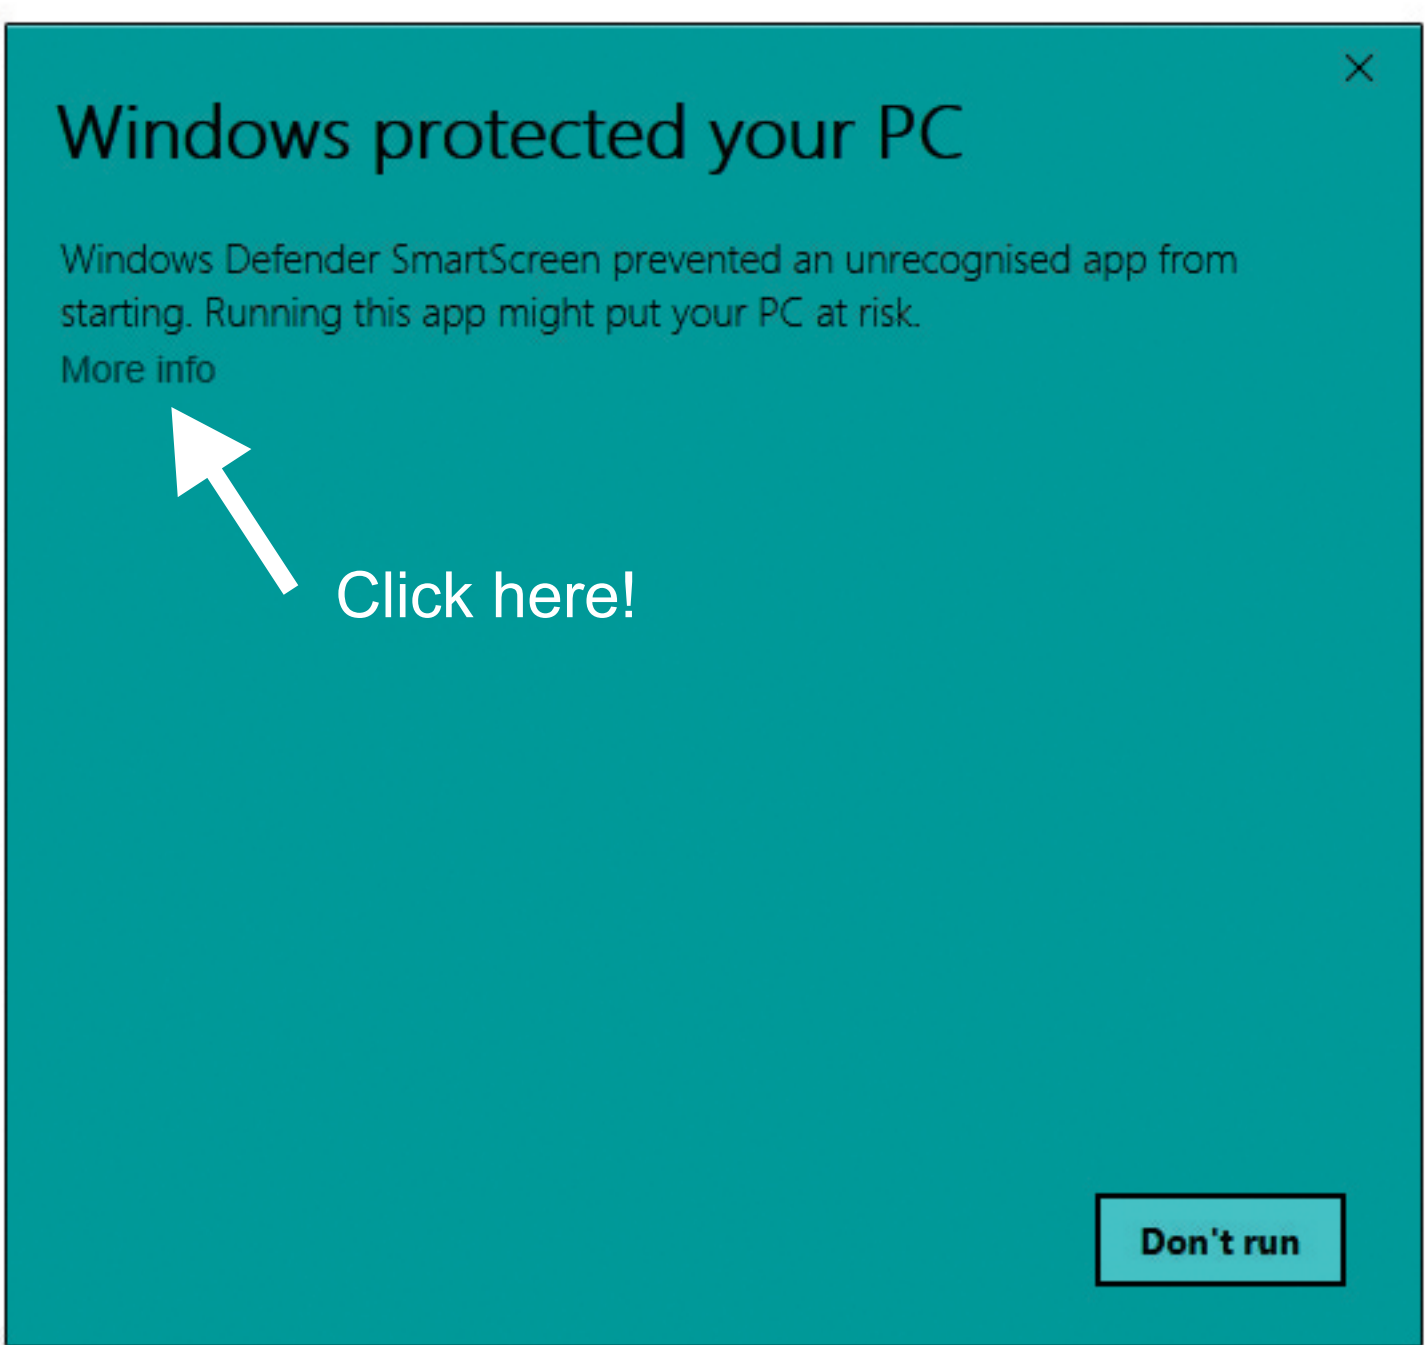 Windows protected your PC
Windows Defender SmartScreen prevented an unrecognised app from
starting. Running this app might put your PC at risk.
More info
Click here!
Don't run